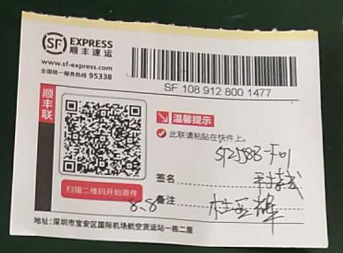 SF EXPRESS
顺丰速运
www.sf-express.com
全国统一服务热线 95338
SF 108 912 800 1477
顺丰联
温馨提示
此联请粘贴在快件上。
签名
扫描二维码开始寄件
8.8
备注
地址:深圳市宝安区国际机场航空货运站一栋二层